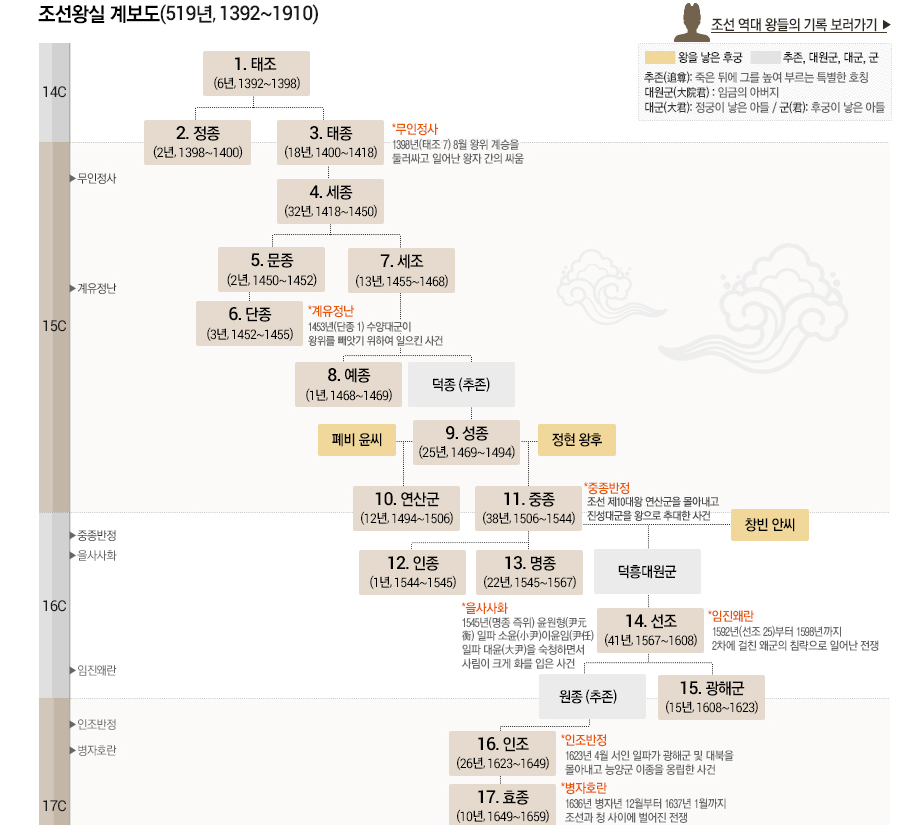 조선왕실 계보도(519년, 1392~1910)
조선 역대 왕들의 기록 보러가기 ▶
왕을 낳은 후궁
추존, 대원군, 대군, 군
추존(追尊): 죽은 뒤에 그를 높여 부르는 특별한 호칭
대원군(大院君) : 임금의 아버지
대군(大君): 정궁이 낳은 아들 / 군(君): 후궁이 낳은 아들
14C
1. 태조
(6년, 1392~1398)
2. 정종
(2년, 1398~1400)
3. 태종
(18년, 1400~1418)
*무인정사
1398년(태조 7) 8월 왕위 계승을
둘러싸고 일어난 왕자 간의 싸움
▶무인정사
4. 세종
(32년, 1418~1450)
5. 문종
(2년, 1450~1452)
7. 세조
(13년, 1455~1468)
▶계유정난
15C
6. 단종
(3년, 1452~1455)
*계유정난
1453년(단종 1) 수양대군이
왕위를 빼앗기 위하여 일으킨 사건
8. 예종
(1년, 1468~1469)
덕종 (추존)
폐비 윤씨
9. 성종
(25년, 1469~1494)
정현 왕후
10. 연산군
(12년, 1494~1506)
11. 중종
(38년, 1506~1544)
*중종반정
조선 제10대왕 연산군을 몰아내고
진성대군을 왕으로 추대한 사건
창빈 안씨
▶중종반정
▶을사사화
16C
12. 인종
(1년, 1544~1545)
13. 명종
(22년, 1545~1567)
덕흥대원군
*을사사화
1545년(명종 즉위) 윤원형(尹元
衡) 일파 소윤(小尹)이윤임(尹任)
일파 대윤(大尹)을 숙청하면서
사림이 크게 화를 입은 사건
14. 선조
(41년, 1567~1608)
*임진왜란
1592년(선조 25)부터 1598년까지
2차에 걸친 왜군의 침략으로 일어난 전쟁
▶임진왜란
원종 (추존)
15. 광해군
(15년, 1608~1623)
▶인조반정
▶병자호란
17C
16. 인조
(26년, 1623~1649)
*인조반정
1623년 4월 서인 일파가 광해군 및 대북을
몰아내고 능양군 이종을 옹립한 사건
17. 효종
(10년, 1649~1659)
*병자호란
1636년 병자년 12월부터 1637년 1월까지
조선과 청 사이에 벌어진 전쟁